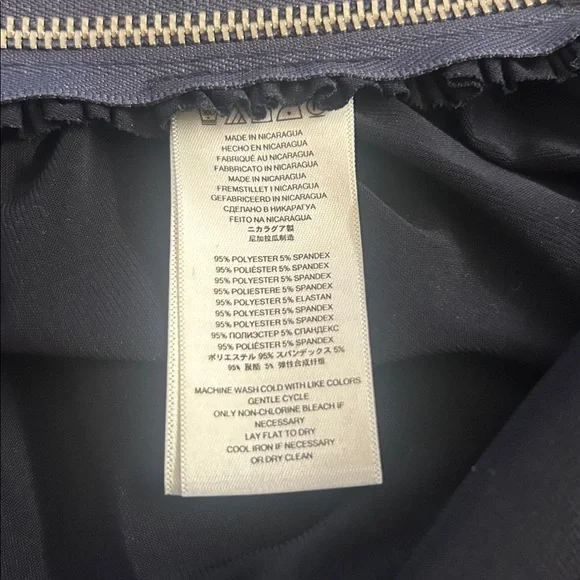 MADE IN NICARAGUA
HECHO EN NICARAGUA
FABRIQUÉ AU NICARAGUA
FABBRICATO IN NICARAGUA
MADE IN NICARAGUA
FREMSTILLET I NICARAGUA
GEFABRICEERD IN NICARAGUA
СДЕЛАНО В НИКАРАГУА
FEITO NA NICARAGUA
ニカラグア製
尼加拉瓜制造
95% POLYESTER 5% SPANDEX
95% POLIÉSTER 5% SPANDEX
95% POLYESTER 5% SPANDEX
95% POLIESTERE 5% SPANDEX
95% POLYESTER 5% ELASTAN
95% POLYESTER 5% SPANDEX
95% POLYESTER 5% SPANDEX
95% ПОЛИЭСТЕР 5% СПАНДЕКС
95% POLIÉSTER 5% SPANDEX
ポリエステル 95% スパンデックス 5%
95% 聚酯 5% 弹性合成纤维
MACHINE WASH COLD WITH LIKE COLORS
GENTLE CYCLE
ONLY NON-CHLORINE BLEACH IF
NECESSARY
LAY FLAT TO DRY
COOL IRON IF NECESSARY
OR DRY CLEAN